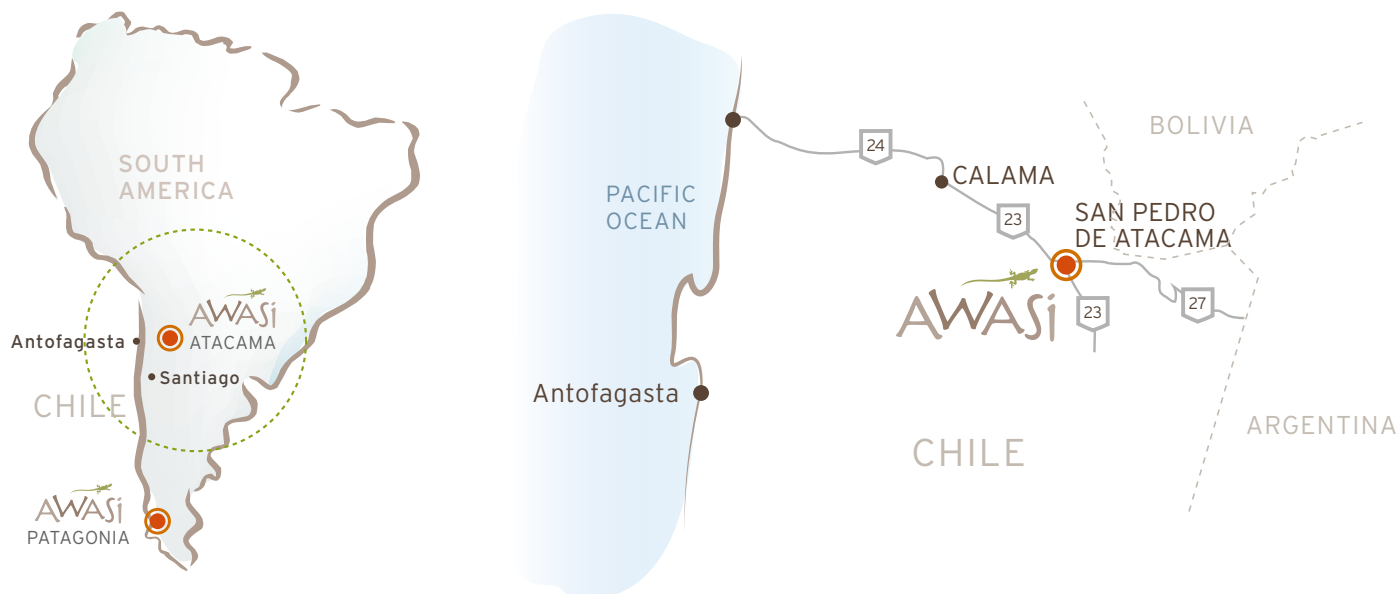 SOUTH
AMERICA
AWASi
ATACAMA
Antofagasta
Santiago
CHILE
AWASi
PATAGONIA
PACIFIC
OCEAN
24
BOLIVIA
CALAMA
23
SAN PEDRO
DE ATACAMA
AWASi
23
27
Antofagasta
CHILE
ARGENTINA